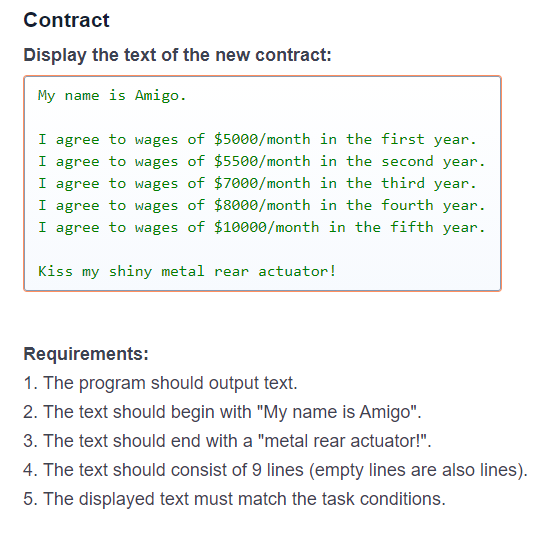 Contract
Display the text of the new contract:
My name is Amigo.
I agree to wages of $5000/month in the first year.
I agree to wages of $5500/month in the second year.
I agree to wages of $7000/month in the third year.
I agree to wages of $8000/month in the fourth year.
I agree to wages of $10000/month in the fifth year.
Kiss my shiny metal rear actuator!
Requirements:
1. The program should output text.
2. The text should begin with "My name is Amigo".
3. The text should end with a "metal rear actuator!".
4. The text should consist of 9 lines (empty lines are also lines).
5. The displayed text must match the task conditions.